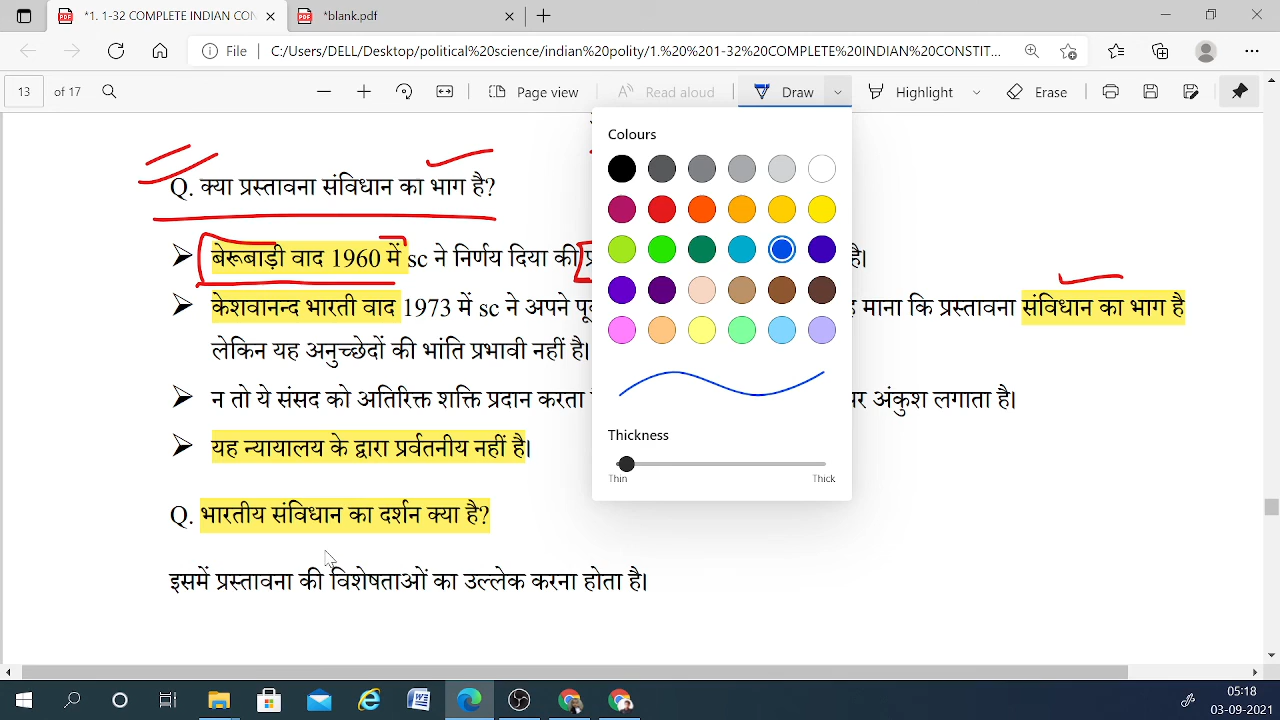 *1. 1-32 COMPLETE INDIAN CON
*blank.pdf
File C:/Users/DELL/Desktop/political%20science/indian%20polity/1.%20%201-32%20COMPLETE%20INDIAN%20CONSTIT...
13 of 17 Page view Read aloud Draw Highlight Erase
Colours
Q. क्या प्रस्तावना संविधान का भाग है?
बेरूबाड़ी वाद 1960 में sc ने निर्णय दिया की है।
केशवानन्द भारती वाद 1973 में sc ने अपने माना कि प्रस्तावना संविधान का भाग है
लेकिन यह अनुच्छेदों की भांति प्रभावी नहीं है।
न तो ये संसद को अतिरिक्त शक्ति प्रदान करता अंकुश लगाता है।
Thickness
यह न्यायालय के द्वारा प्रर्वतनीय नहीं है।
Thin Thick
Q. भारतीय संविधान का दर्शन क्या है?
इसमें प्रस्तावना की विशेषताओं का उल्लेक करना होता है।
05:18
03-09-2021